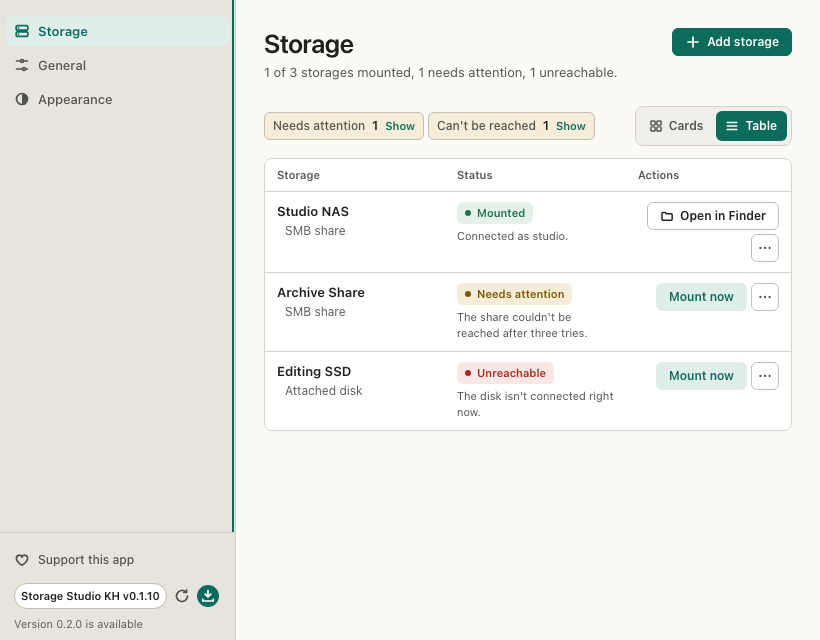 Storage
General
Appearance
Support this app
Storage Studio KH v0.1.10
Version 0.2.0 is available
Storage
Add storage
1 of 3 storages mounted, 1 needs attention, 1 unreachable.
Needs attention 1 Show
Can't be reached 1 Show
Cards
Table
Storage Status Actions
Studio NAS
SMB share
Mounted
Connected as studio.
Open in Finder
Archive Share
SMB share
Needs attention
The share couldn't be
reached after three tries.
Mount now
Editing SSD
Attached disk
Unreachable
The disk isn't connected right
now.
Mount now